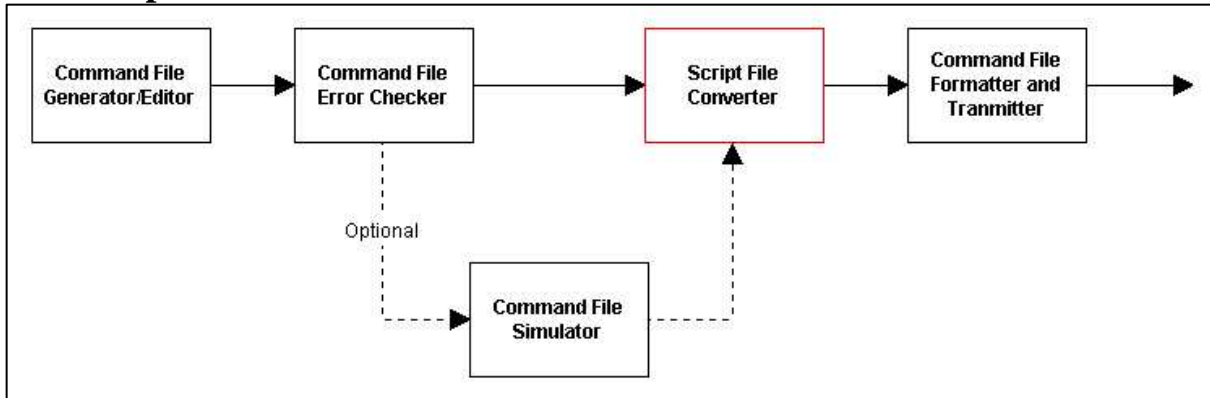 Command File
Generator/Editor
Command File
Error Checker
Script File
Converter
Command File
Formatter and
Tranmitter
Optional
Command File
Simulator